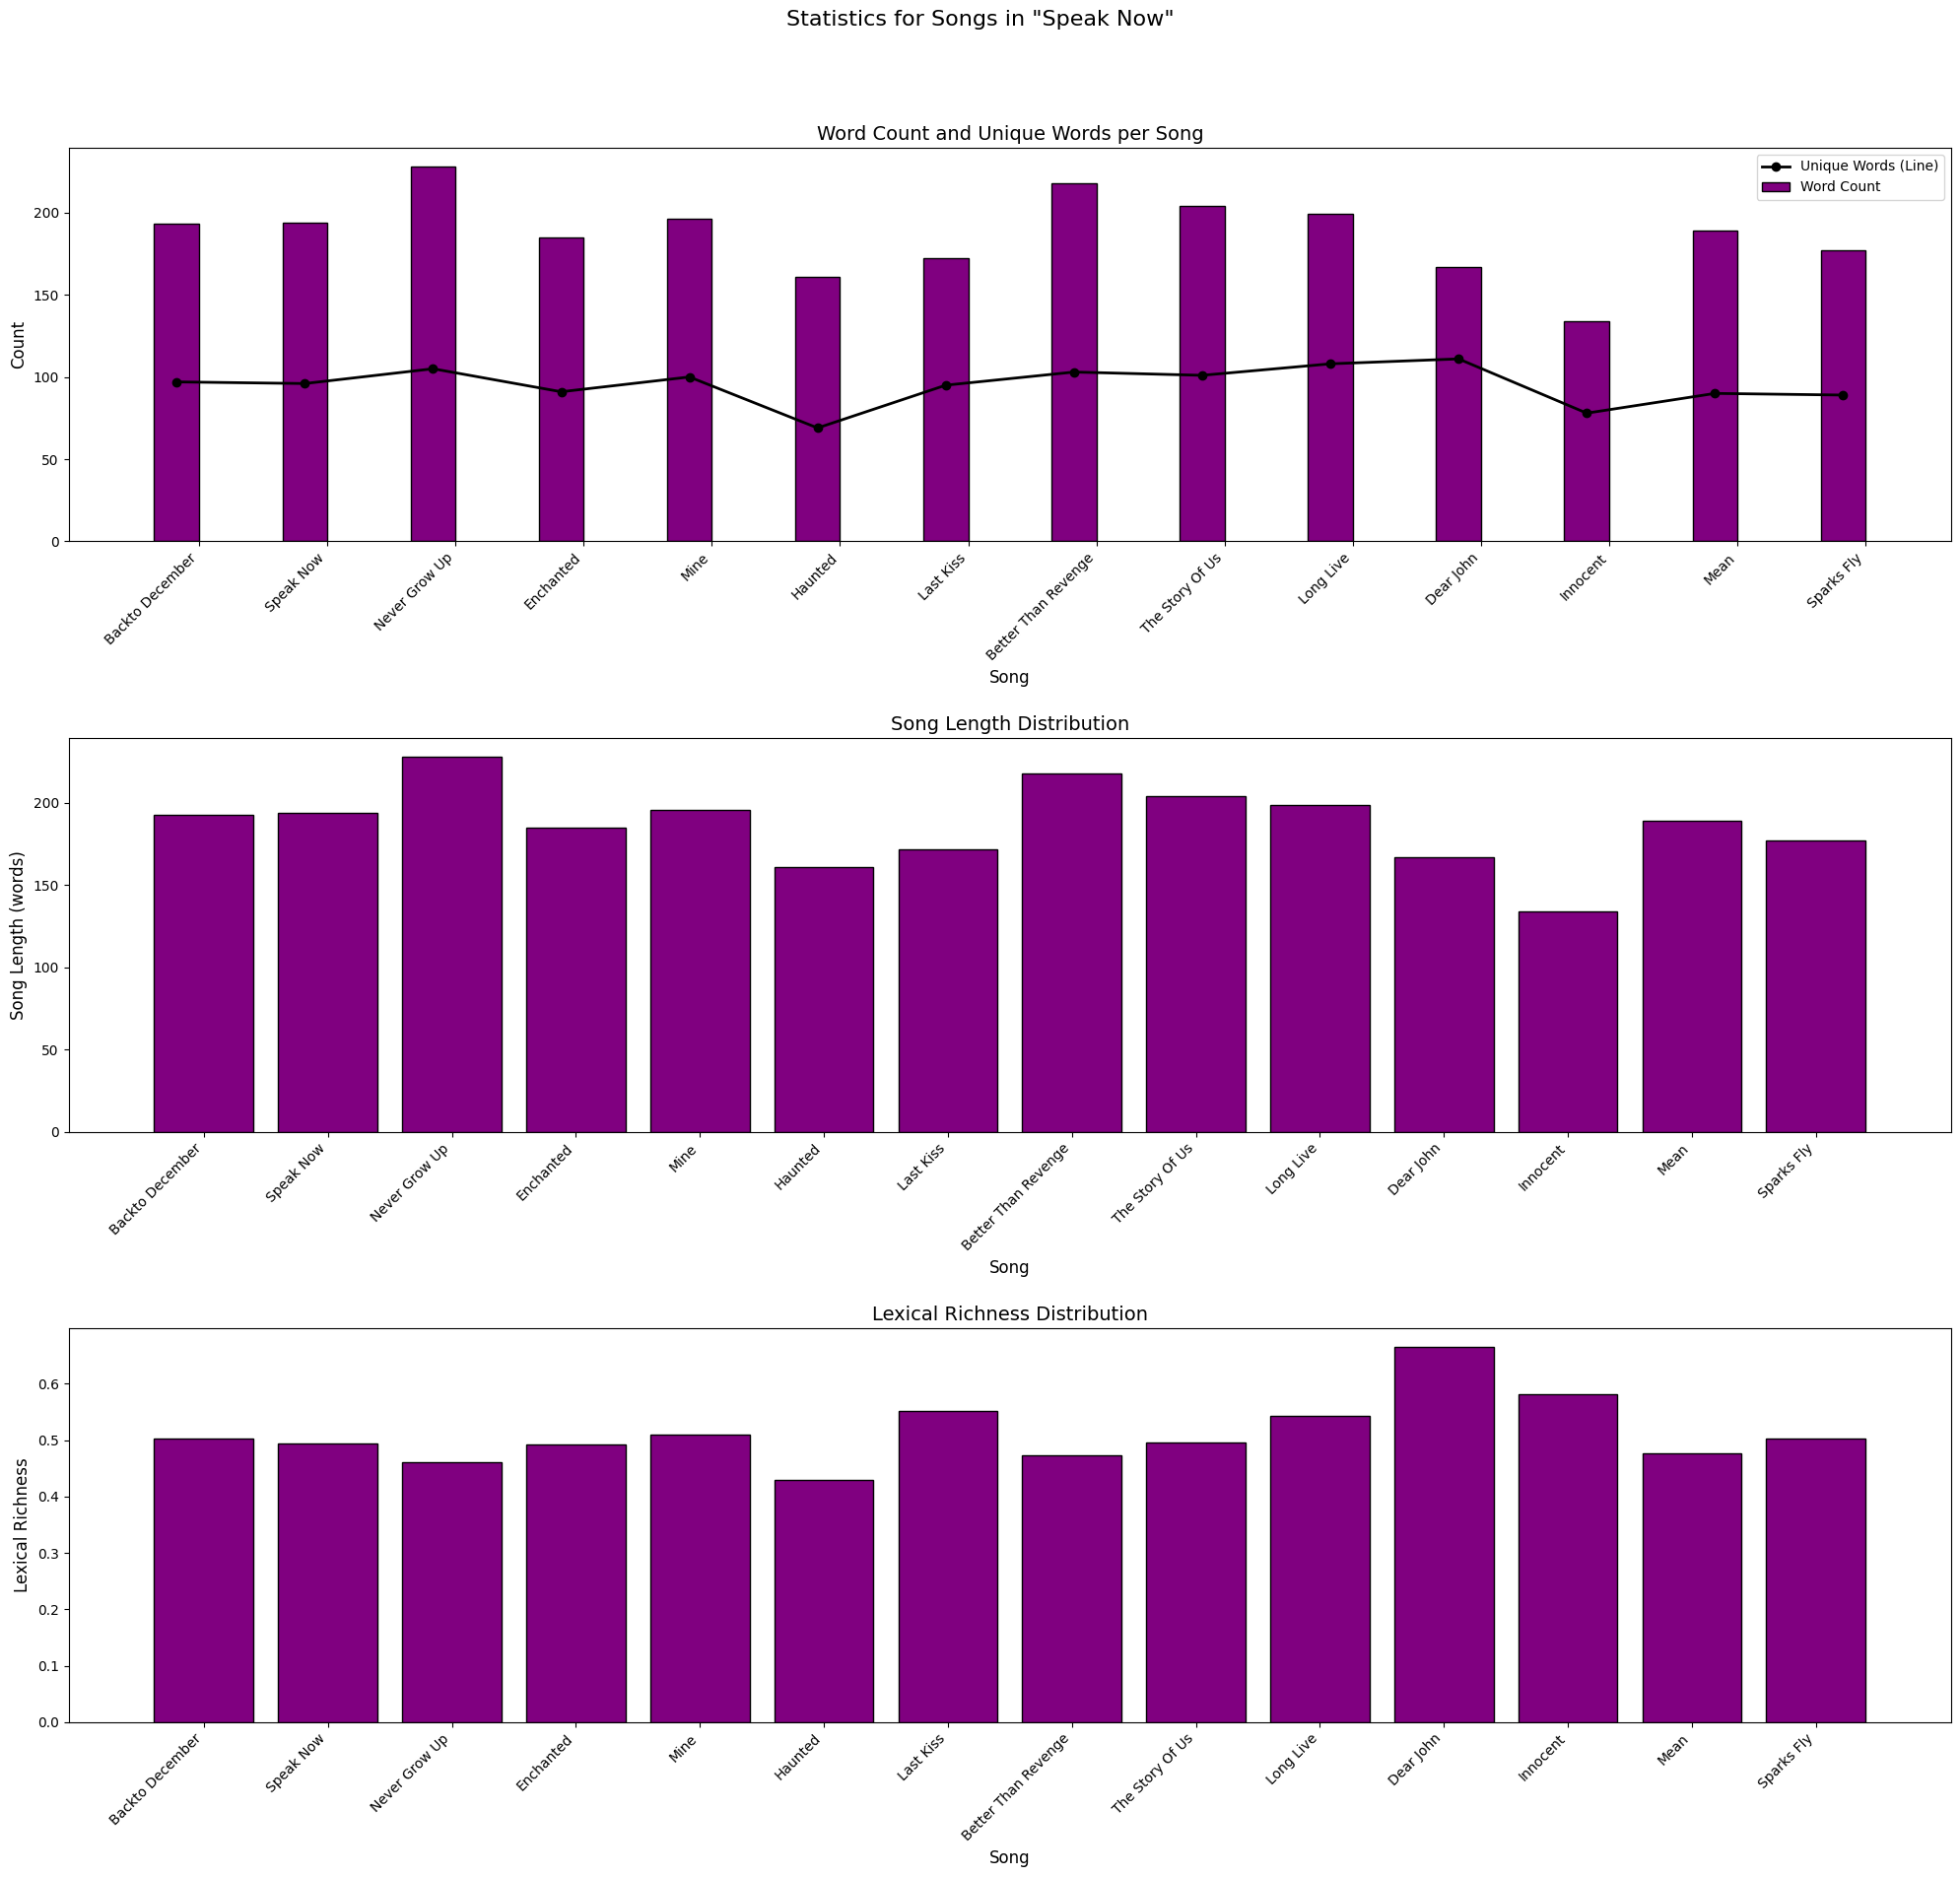 Statistics for Songs in "Speak Now"
Word Count and Unique Words per Song
Unique Words (Line)
Word Count
Count
200
150
100
50
0
Backto December
Speak Now
Never Grow Up
Enchanted
Mine
Haunted
Last Kiss
Better Than Revenge
The Story Of Us
Long Live
Dear John
Innocent
Mean
Sparks Fly
Song
Song Length Distribution
Song Length (words)
200
150
100
50
0
Backto December
Speak Now
Never Grow Up
Enchanted
Mine
Haunted
Last Kiss
Better Than Revenge
The Story Of Us
Long Live
Dear John
Innocent
Mean
Sparks Fly
Song
Lexical Richness Distribution
Lexical Richness
0.6
0.5
0.4
0.3
0.2
0.1
0.0
Backto December
Speak Now
Never Grow Up
Enchanted
Mine
Haunted
Last Kiss
Better Than Revenge
The Story Of Us
Long Live
Dear John
Innocent
Mean
Sparks Fly
Song